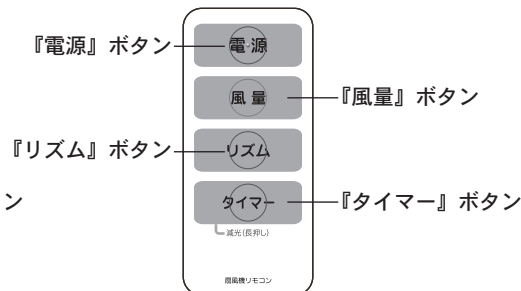 『電源』ボタン
電源
風量
『風量』ボタン
『リズム』ボタン
リズム
ン
タイマー
『タイマー』ボタン
減光(長押し)
扇風機リモコン